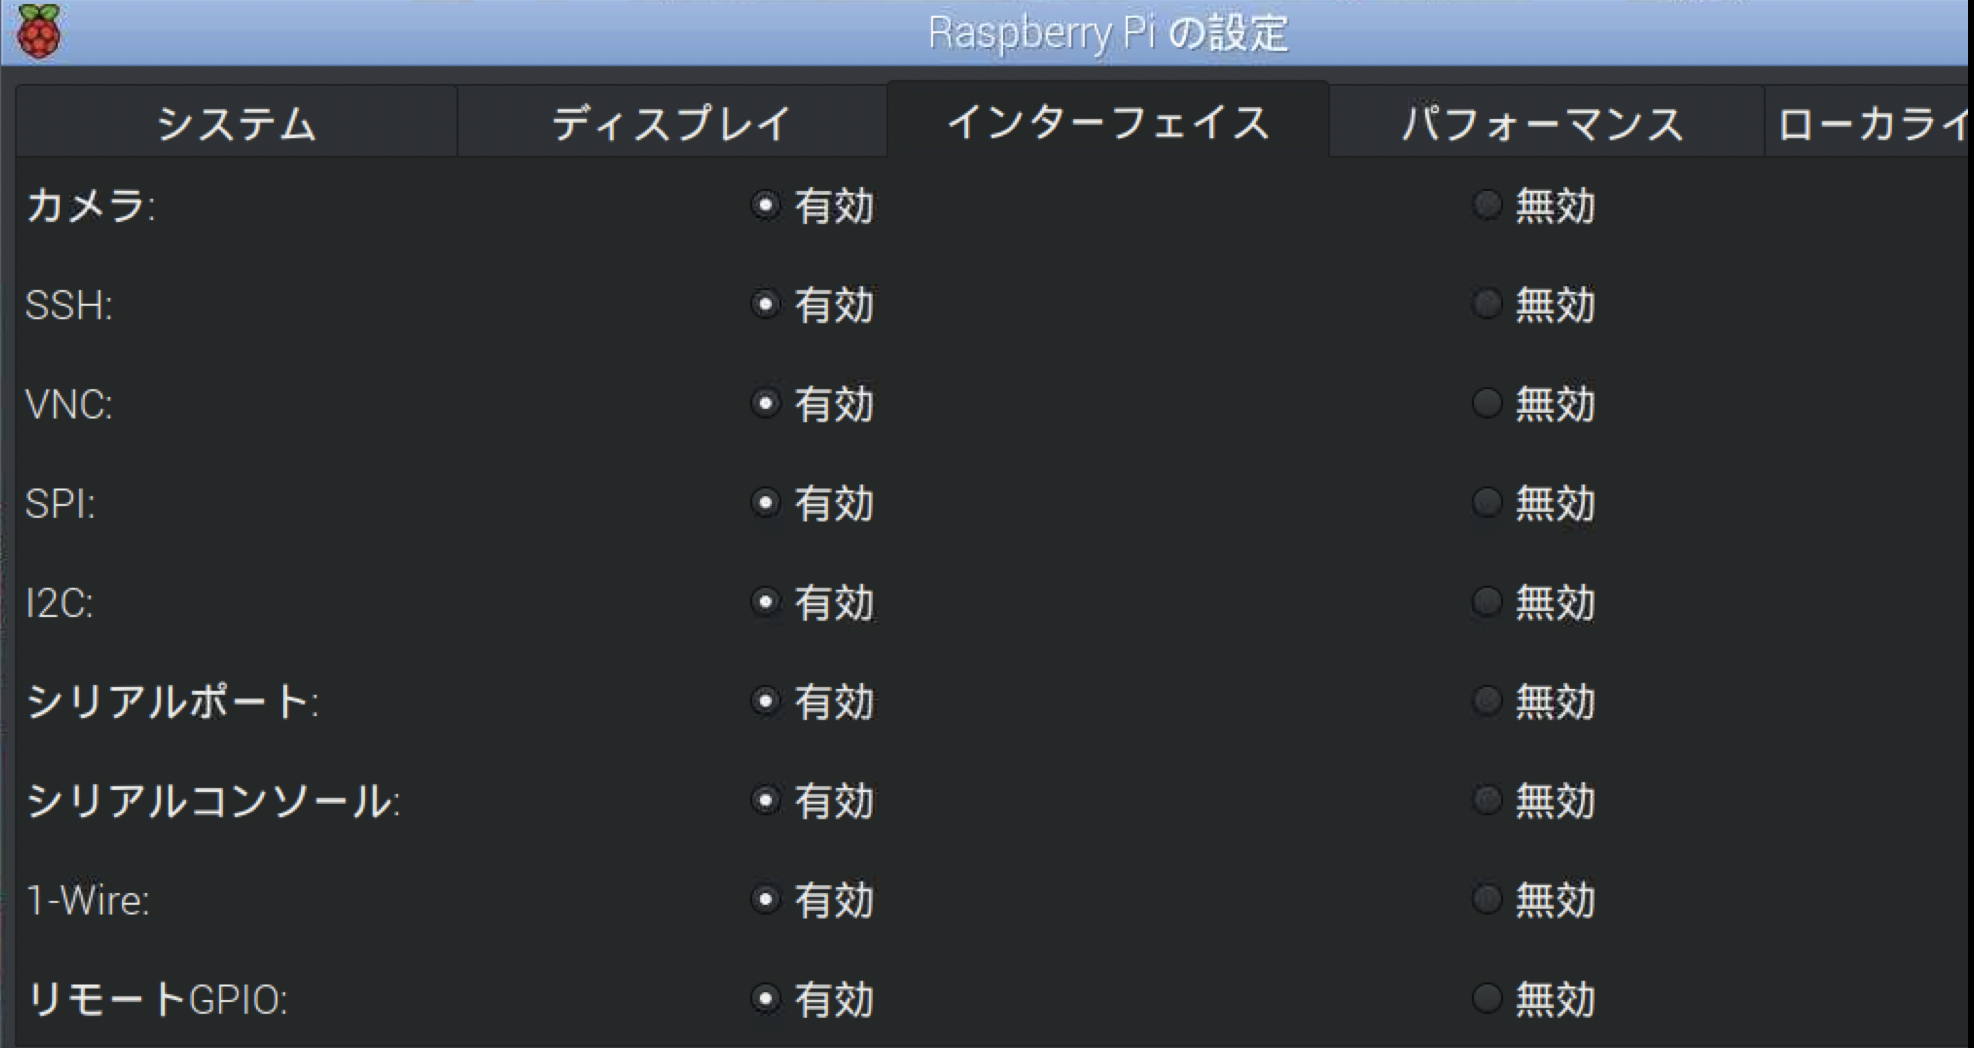 Raspberry Pi の設定
システム ディスプレイ インターフェイス パフォーマンス ローカライ
カメラ: 有効 無効
SSH: 有効 無効
VNC: 有効 無効
SPI: 有効 無効
I2C: 有効 無効
シリアルポート: 有効 無効
シリアルコンソール: 有効 無効
1-Wire: 有効 無効
リモートGPIO: 有効 無効